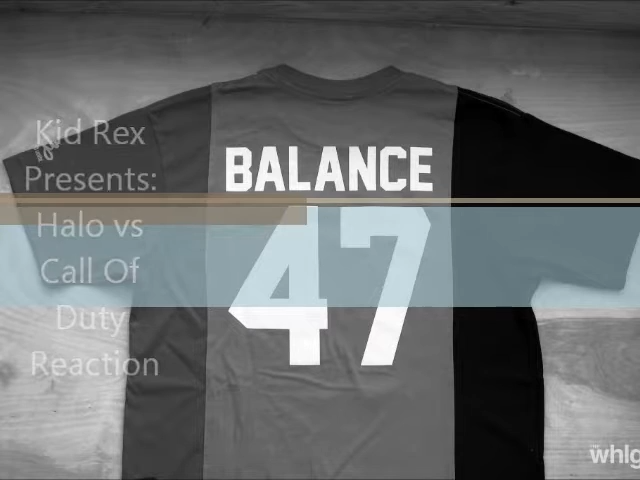 Kid Rex
Presents:
Halo vs
Call Of
Duty
Reaction
BALANCE
47
whlg